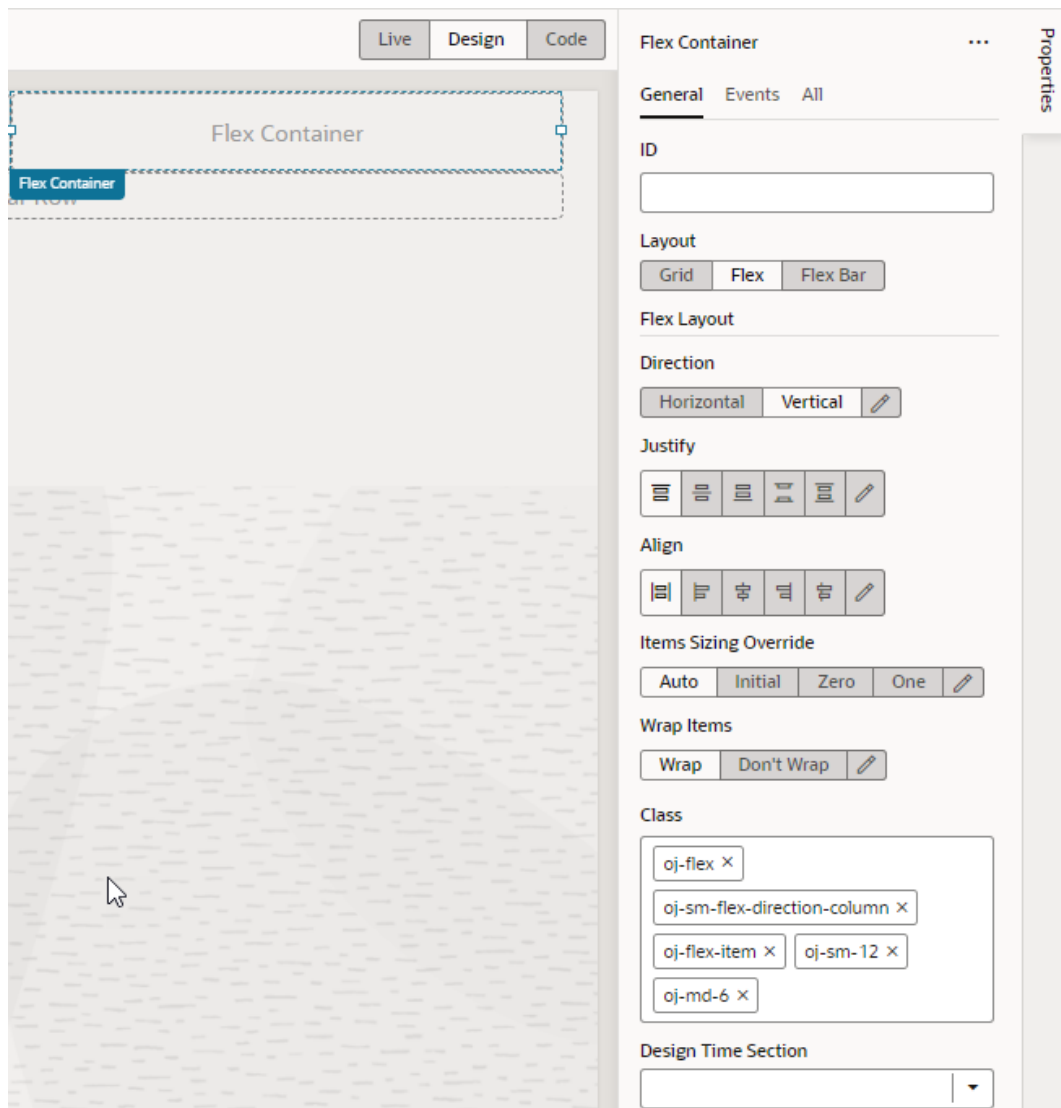 Live Design Code
Flex Container
Flex Container
Row
Flex Container
Properties
General Events All
ID
Layout
Grid Flex Flex Bar
Flex Layout
Direction
Horizontal Vertical
Justify
Align
Items Sizing Override
Auto Initial Zero One
Wrap Items
Wrap Don't Wrap
Class
oj-flex ×
oj-sm-flex-direction-column ×
oj-flex-item × oj-sm-12 ×
oj-md-6 ×
Design Time Section